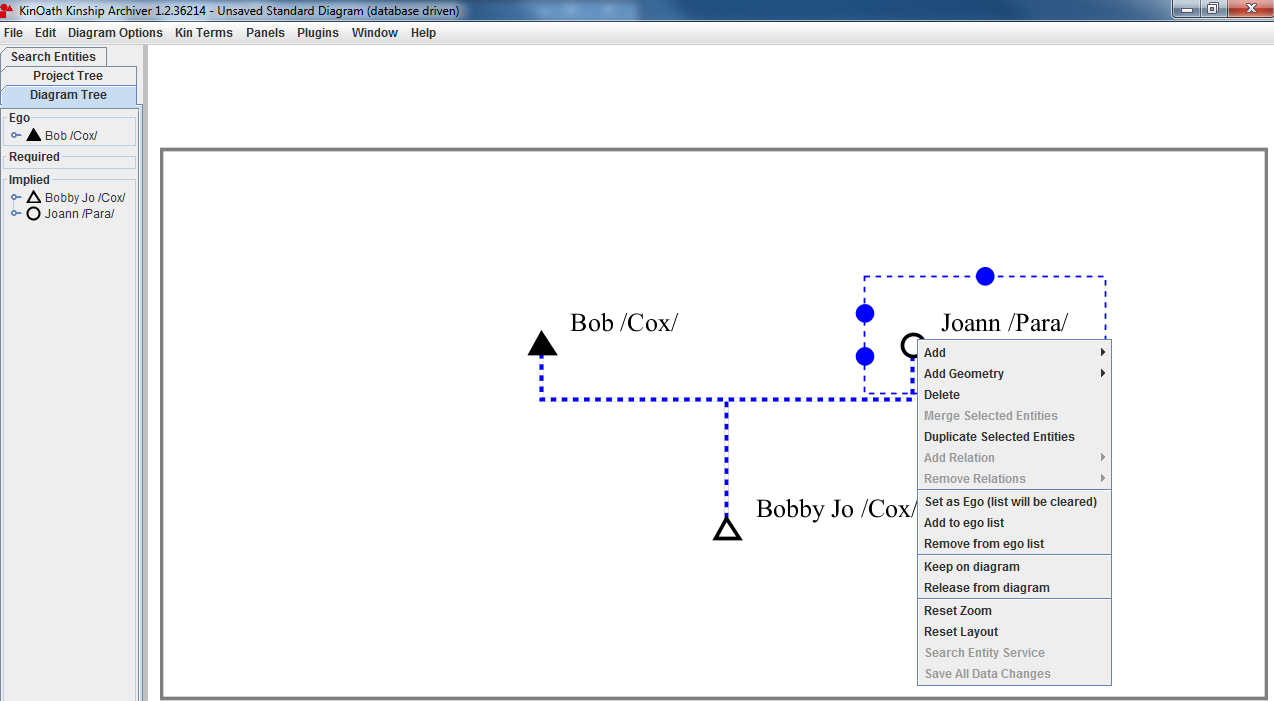 KinOath Kinship Archiver 1.2.36214 - Unsaved Standard Diagram (database driven)
File Edit Diagram Options Kin Terms Panels Plugins Window Help
Search Entities
Project Tree
Diagram Tree
Ego
Bob /Cox/
Required
Implied
Bobby Jo /Cox/
Joann /Para/
Bob /Cox/
Joann /Para/
Bobby Jo /Cox/
Add
Add Geometry
Delete
Merge Selected Entities
Duplicate Selected Entities
Add Relation
Remove Relations
Set as Ego (list will be cleared)
Add to ego list
Remove from ego list
Keep on diagram
Release from diagram
Reset Zoom
Reset Layout
Search Entity Service
Save All Data Changes